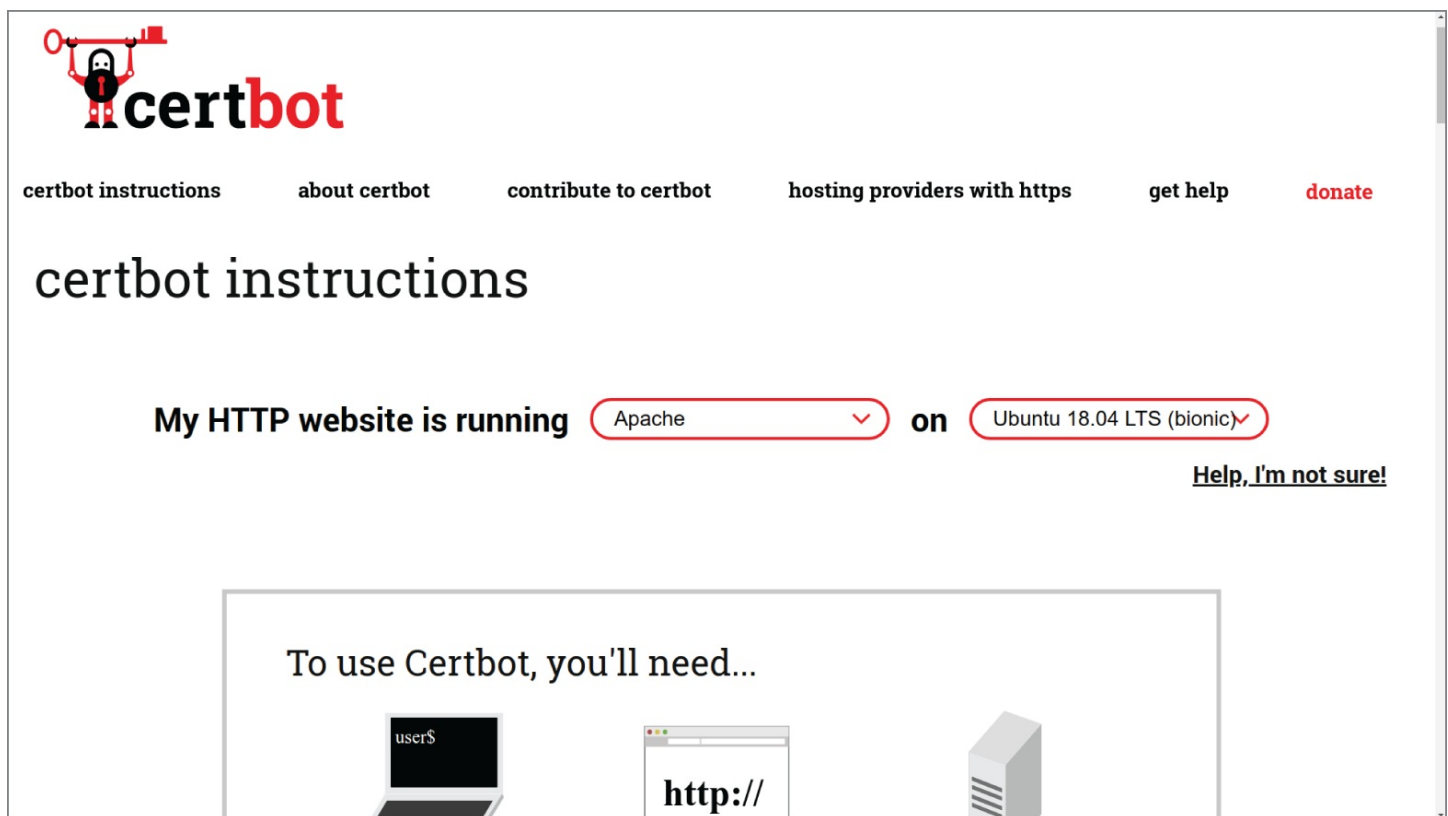 certbot
certbot instructions about certbot contribute to certbot hosting providers with https get help donate
certbot instructions
My HTTP website is running Apache on Ubuntu 18.04 LTS (bionic)
Help, I'm not sure!
To use Certbot, you'll need...
user$
http://